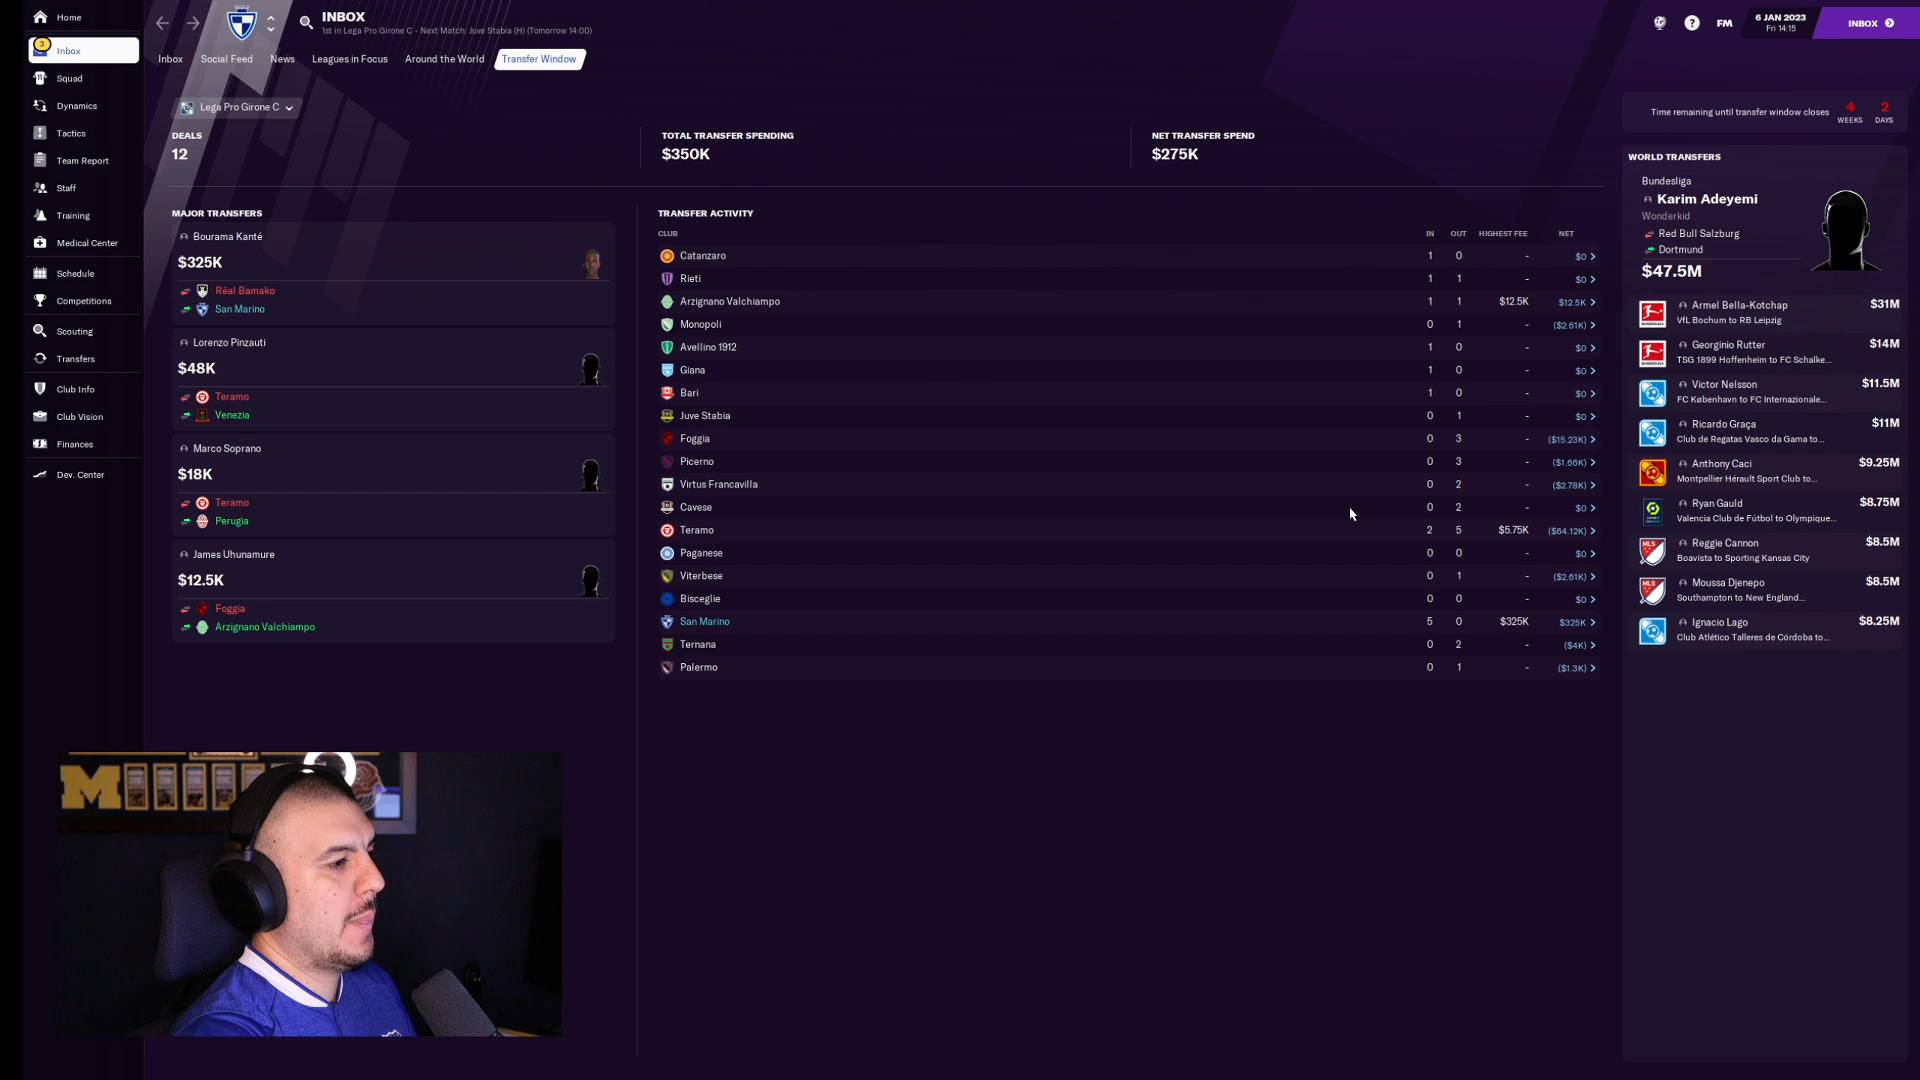 Home
3
Inbox
Squad
Dynamics
Tactics
Team Report
Staff
Training
Medical Center
Schedule
Competitions
Scouting
Transfers
Club Info
Club Vision
Finances
Dev. Center
INBOX
1st in Lega Pro Girone C - Next Match: Juve Stabia (H) (Tomorrow 14:00)
? FM
6 JAN 2023
Fri 14:15
INBOX
Inbox Social Feed News Leagues in Focus Around the World Transfer Window
Lega Pro Girone C
DEALS
12
TOTAL TRANSFER SPENDING
$350K
NET TRANSFER SPEND
$275K
Time remaining until transfer window closes 4 WEEKS 2 DAYS
MAJOR TRANSFERS
Bourama Kanté
$325K
Réal Bamako
San Marino
Lorenzo Pinzauti
$48K
Teramo
Venezia
Marco Soprano
$18K
Teramo
Perugia
James Uhunamure
$12.5K
Foggia
Arzignano Valchiampo
TRANSFER ACTIVITY
CLUB IN OUT HIGHEST FEE NET
Catanzaro 1 0 - $0
Rieti 1 1 - $0
Arzignano Valchiampo 1 1 $12.5K $12.5K
Monopoli 0 1 - ($2.61K)
Avellino 1912 1 0 - $0
Giana 1 0 - $0
Bari 1 0 - $0
Juve Stabia 0 1 - $0
Foggia 0 3 - ($15.23K)
Picerno 0 3 - ($1.66K)
Virtus Francavilla 0 2 - ($2.78K)
Cavese 0 2 - $0
Teramo 2 5 $5.75K ($64.12K)
Paganese 0 0 - $0
Viterbese 0 1 - ($2.61K)
Bisceglie 0 0 - $0
San Marino 5 0 $325K $325K
Ternana 0 2 - ($4K)
Palermo 0 1 - ($1.3K)
WORLD TRANSFERS
Bundesliga
Karim Adeyemi
Wonderkid
Red Bull Salzburg
Dortmund
$47.5M
Armel Bella-Kotchap $31M
VfL Bochum to RB Leipzig
Georginio Rutter $14M
TSG 1899 Hoffenheim to FC Schalke...
Victor Nelsson $11.5M
FC København to FC Internazionale...
Ricardo Graça $11M
Club de Regatas Vasco da Gama to...
Anthony Caci $9.25M
Montpellier Hérault Sport Club to...
Ryan Gauld $8.75M
Valencia Club de Fútbol to Olympique...
Reggie Cannon $8.5M
Boavista to Sporting Kansas City
Moussa Djenepo $8.5M
Southampton to New England...
Ignacio Lago $8.25M
Club Atlético Talleres de Córdoba to...
M